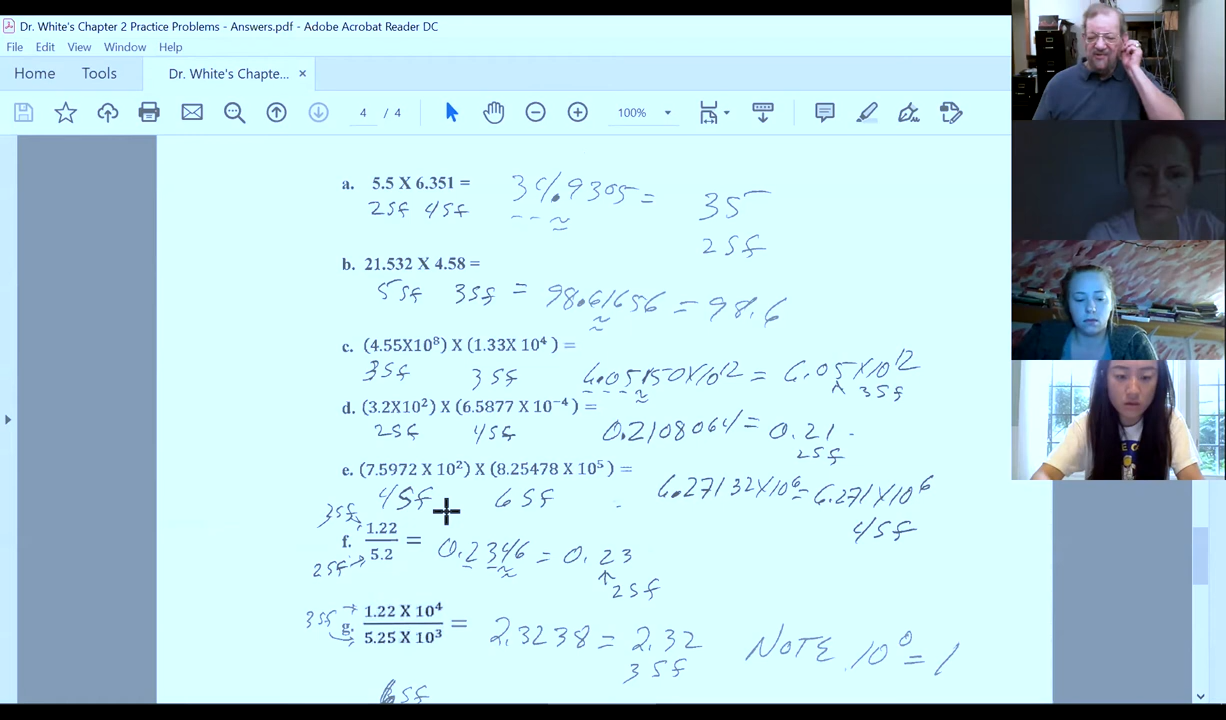 Dr. White's Chapter 2 Practice Problems - Answers.pdf - Adobe Acrobat Reader DC
File Edit View Window Help
Home Tools Dr. White's Chapte... ×
4 / 4 100%
a. 5.5 X 6.351 = 34.9305 = 35
2sf 4sf 2sf
b. 21.532 X 4.58 =
5sf 3sf = 98.61656 = 98.6
c. (4.55X10⁸) X (1.33X 10⁴ ) =
3sf 3sf 6.05150X10¹² = 6.05X10¹²
3sf
d. (3.2X10²) X (6.5877 X 10⁻⁴ ) =
2sf 4sf 0.2108064 = 0.21
2sf
e. (7.5972 X 10²) X (8.25478 X 10⁵ ) =
4sf 6sf 6.27132X10⁶ = 6.271X10⁶
4sf
3sf
f. 1.22
5.2 = 0.2346 = 0.23
2sf 2sf
3sf g. 1.22 X 10⁴
5.25 X 10³ = 2.3238 = 2.32 NOTE 10⁰ = 1
3sf
6sf